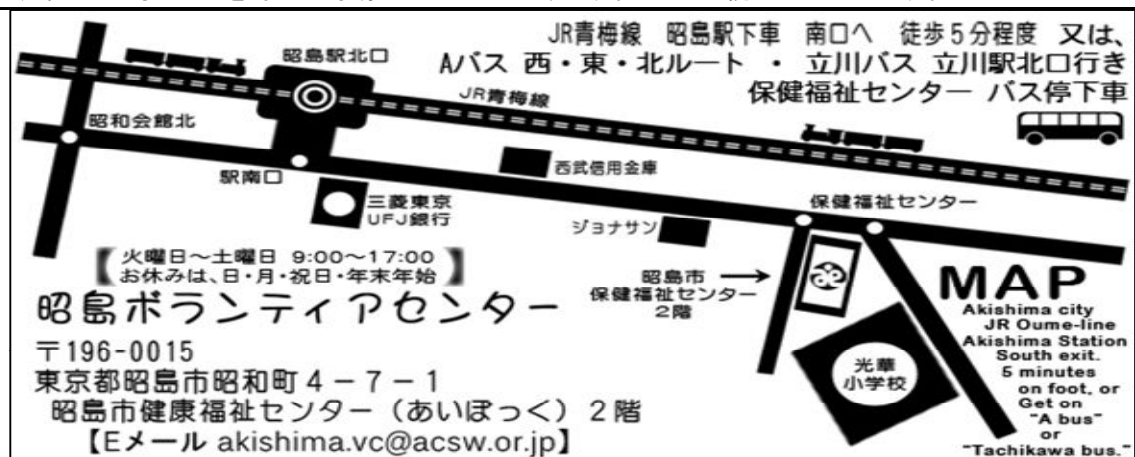 JR青梅線 昭島駅下車 南口へ 徒歩5分程度 又は、
Aバス 西・東・北ルート ・ 立川バス 立川駅北口行き
保健福祉センター バス停下車
昭島駅北口
JR青梅線
昭和会館北
西武信用金庫
駅南口
保健福祉センター
三菱東京
UFJ銀行
ジョナサン
火曜日～土曜日 9:00～17:00
お休みは、日・月・祝日・年末年始
昭島市
保健福祉センター
2階
昭島ボランティアセンター
〒196-0015
東京都昭島市昭和町4-7-1
昭島市健康福祉センター（あいぽっく）2階
【Eメール akishima.vc@acsw.or.jp】
光華
小学校
MAP
Akishima city
JR Oume-line
Akishima Station
South exit.
5 minutes
on foot, or
Get on
"A bus"
or
"Tachikawa bus."